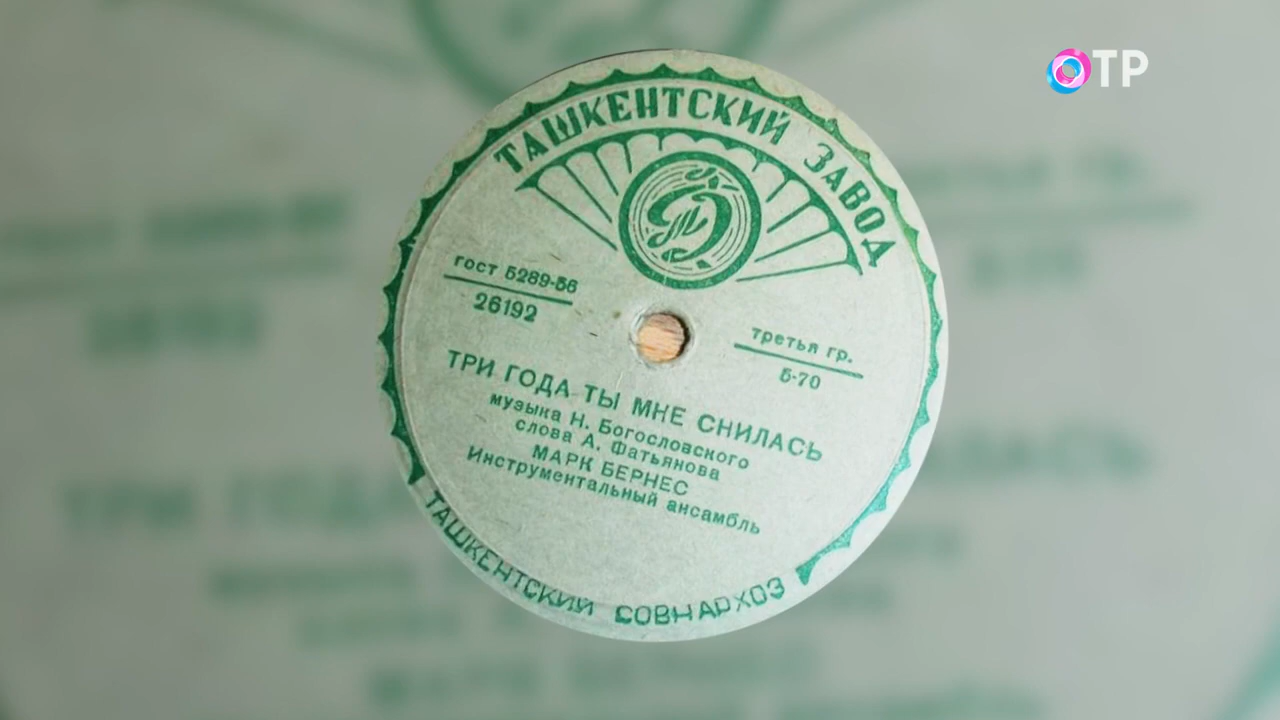 ОТР
ТАШКЕНТСКИЙ ЗАВОД
ГОСТ 5289-56
26192
Третья гр.
5-70
ТРИ ГОДА ТЫ МНЕ СНИЛАСЬ
музыка Н. Богословского
слова А. Фатьянова
МАРК БЕРНЕС
Инструментальный ансамбль
ТАШКЕНТСКИЙ СОВНАРХОЗ